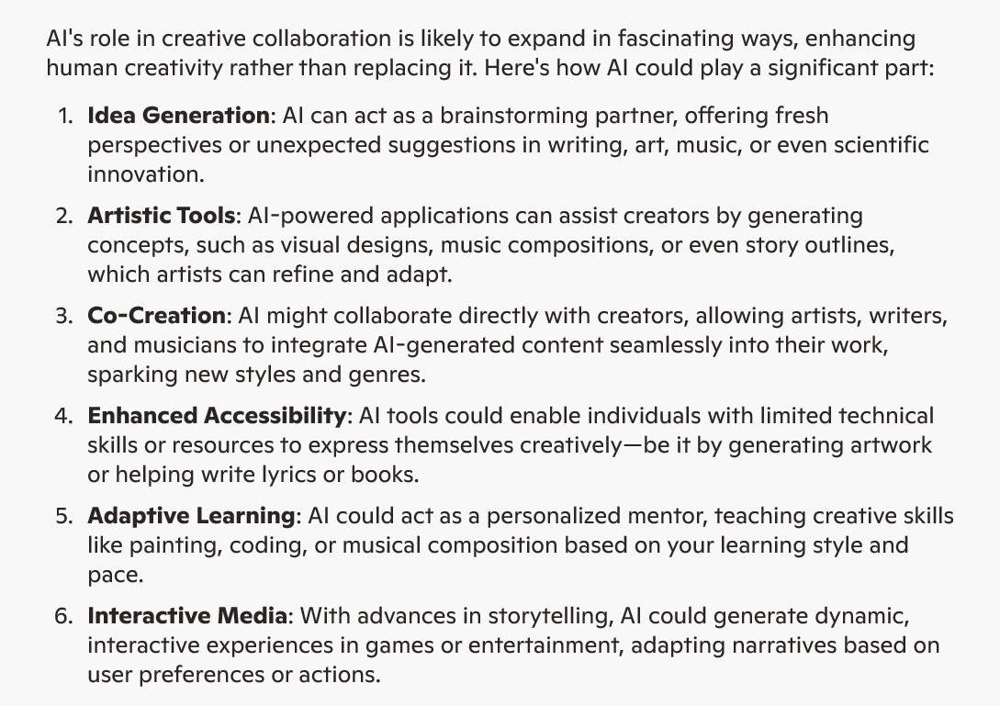 AI's role in creative collaboration is likely to expand in fascinating ways, enhancing
human creativity rather than replacing it. Here's how AI could play a significant part:
1. Idea Generation: AI can act as a brainstorming partner, offering fresh
perspectives or unexpected suggestions in writing, art, music, or even scientific
innovation.
2. Artistic Tools: AI-powered applications can assist creators by generating
concepts, such as visual designs, music compositions, or even story outlines,
which artists can refine and adapt.
3. Co-Creation: AI might collaborate directly with creators, allowing artists, writers,
and musicians to integrate AI-generated content seamlessly into their work,
sparking new styles and genres.
4. Enhanced Accessibility: AI tools could enable individuals with limited technical
skills or resources to express themselves creatively—be it by generating artwork
or helping write lyrics or books.
5. Adaptive Learning: AI could act as a personalized mentor, teaching creative skills
like painting, coding, or musical composition based on your learning style and
pace.
6. Interactive Media: With advances in storytelling, AI could generate dynamic,
interactive experiences in games or entertainment, adapting narratives based on
user preferences or actions.